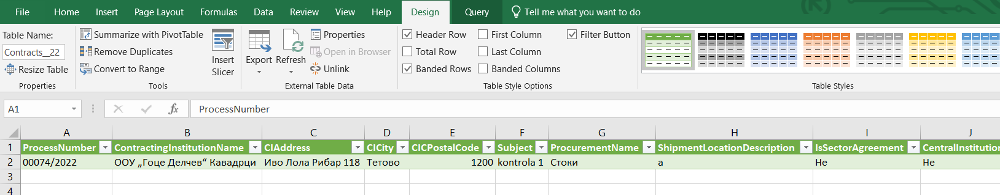 File Home Insert Page Layout Formulas Data Review View Help Design Query Tell me what you want to do
Table Name:
Contracts__22
Resize Table
Properties
Summarize with PivotTable
Remove Duplicates
Convert to Range
Insert Slicer
Tools
Export
Refresh
Properties
Open in Browser
Unlink
External Table Data
Header Row
Total Row
Banded Rows
First Column
Last Column
Banded Columns
Filter Button
Table Style Options
Table Styles
A1 fx ProcessNumber
A B C D E F G H I J
1 ProcessNumber ContractingInstitutionName CIAddress CICity CICPostalCode Subject ProcurementName ShipmentLocationDescription IsSectorAgreement CentralInstitution
2 00074/2022 ООУ „Гоце Делчев“ Кавадрци Иво Лола Рибар 118 Тетово 1200 kontrola 1 Стоки а Не Не
3
4